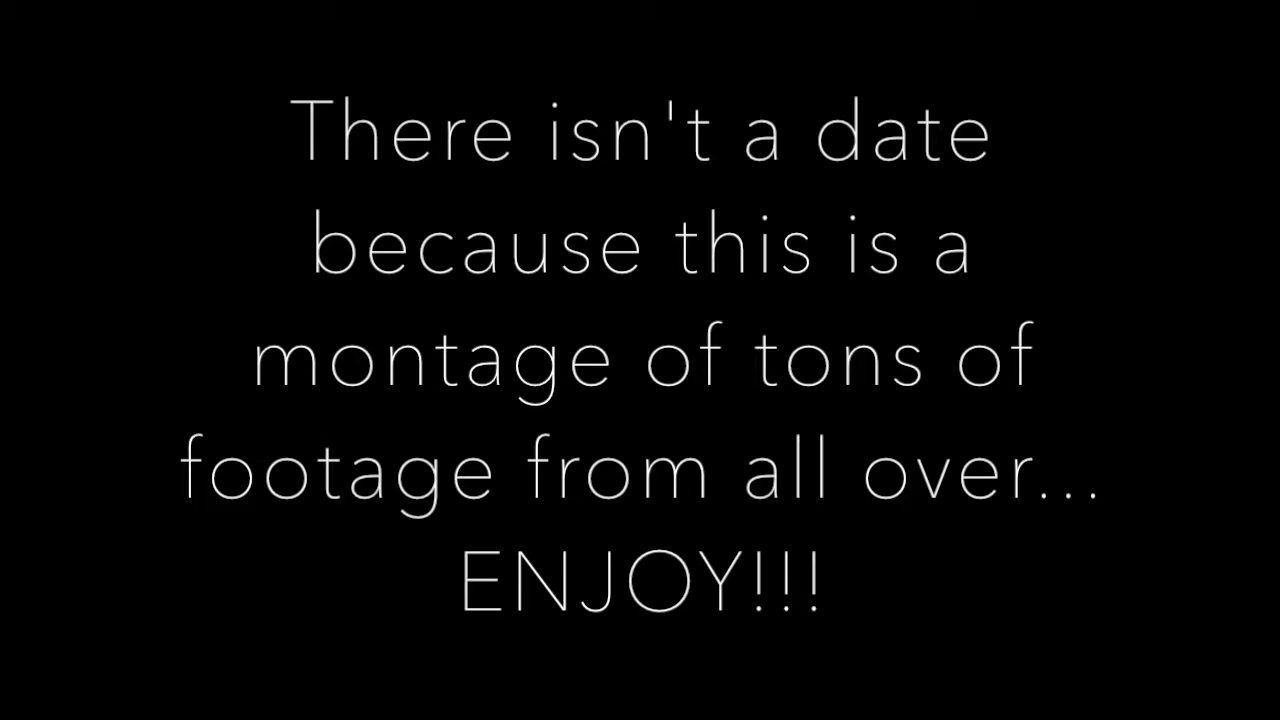 There isn't a date
because this is a
montage of tons of
footage from all over...
ENJOY!!!